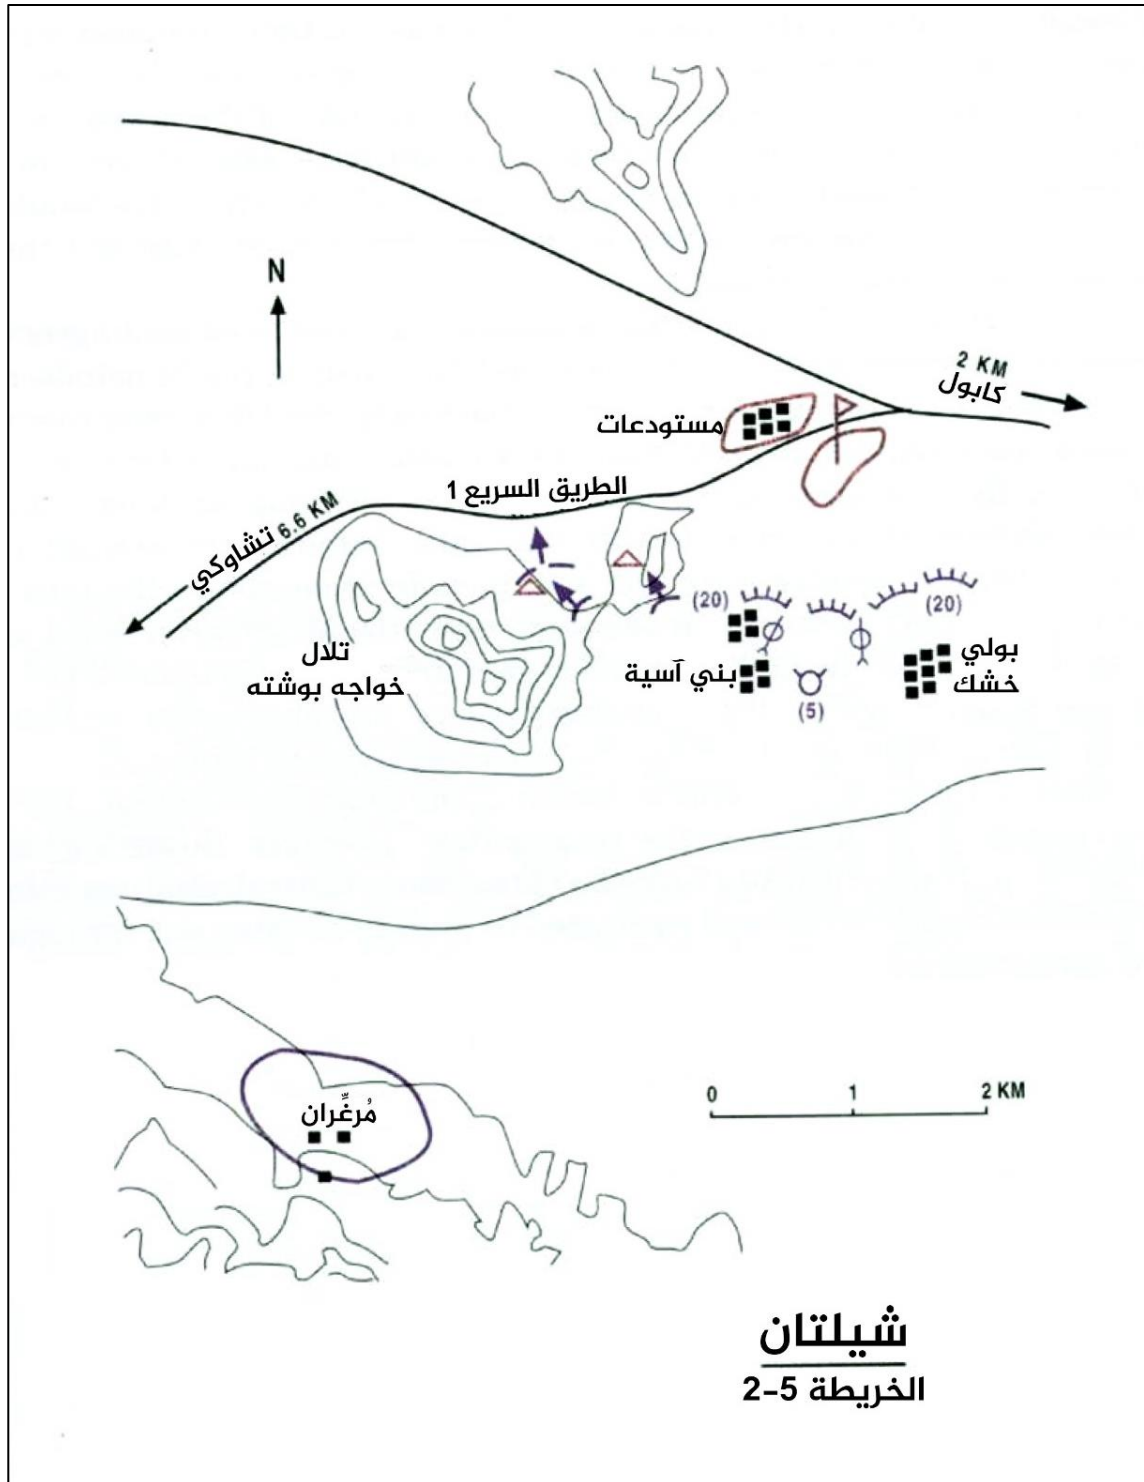 N
2 KM
كابول
مستودعات
الطريق السريع 1
6.6 KM
تشاوكي
(20)
(20)
تلال
خواجه بوشته
بني آسية
(5)
بولي
خشك
مُرغِّران
0 1 2 KM
شيلتان
الخريطة 5-2